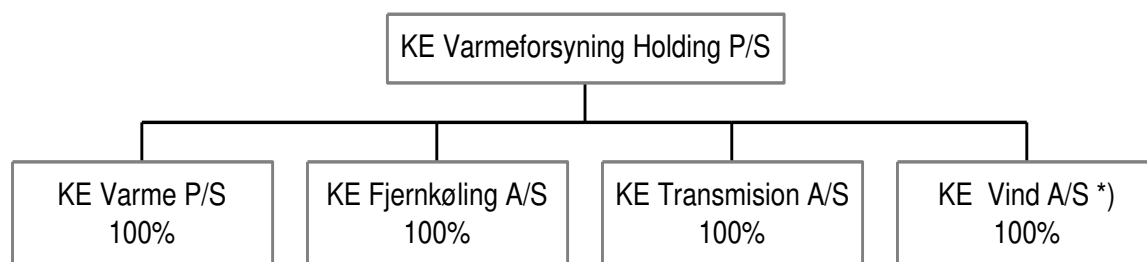 KE Varmeforsyning Holding P/S
KE Varme P/S
100%
KE Fjernkøling A/S
100%
KE Transmision A/S
100%
KE Vind A/S *)
100%